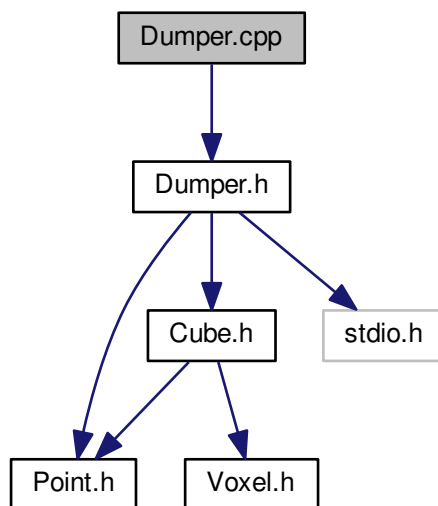 Dumper.cpp
Dumper.h
Cube.h
stdio.h
Point.h
Voxel.h